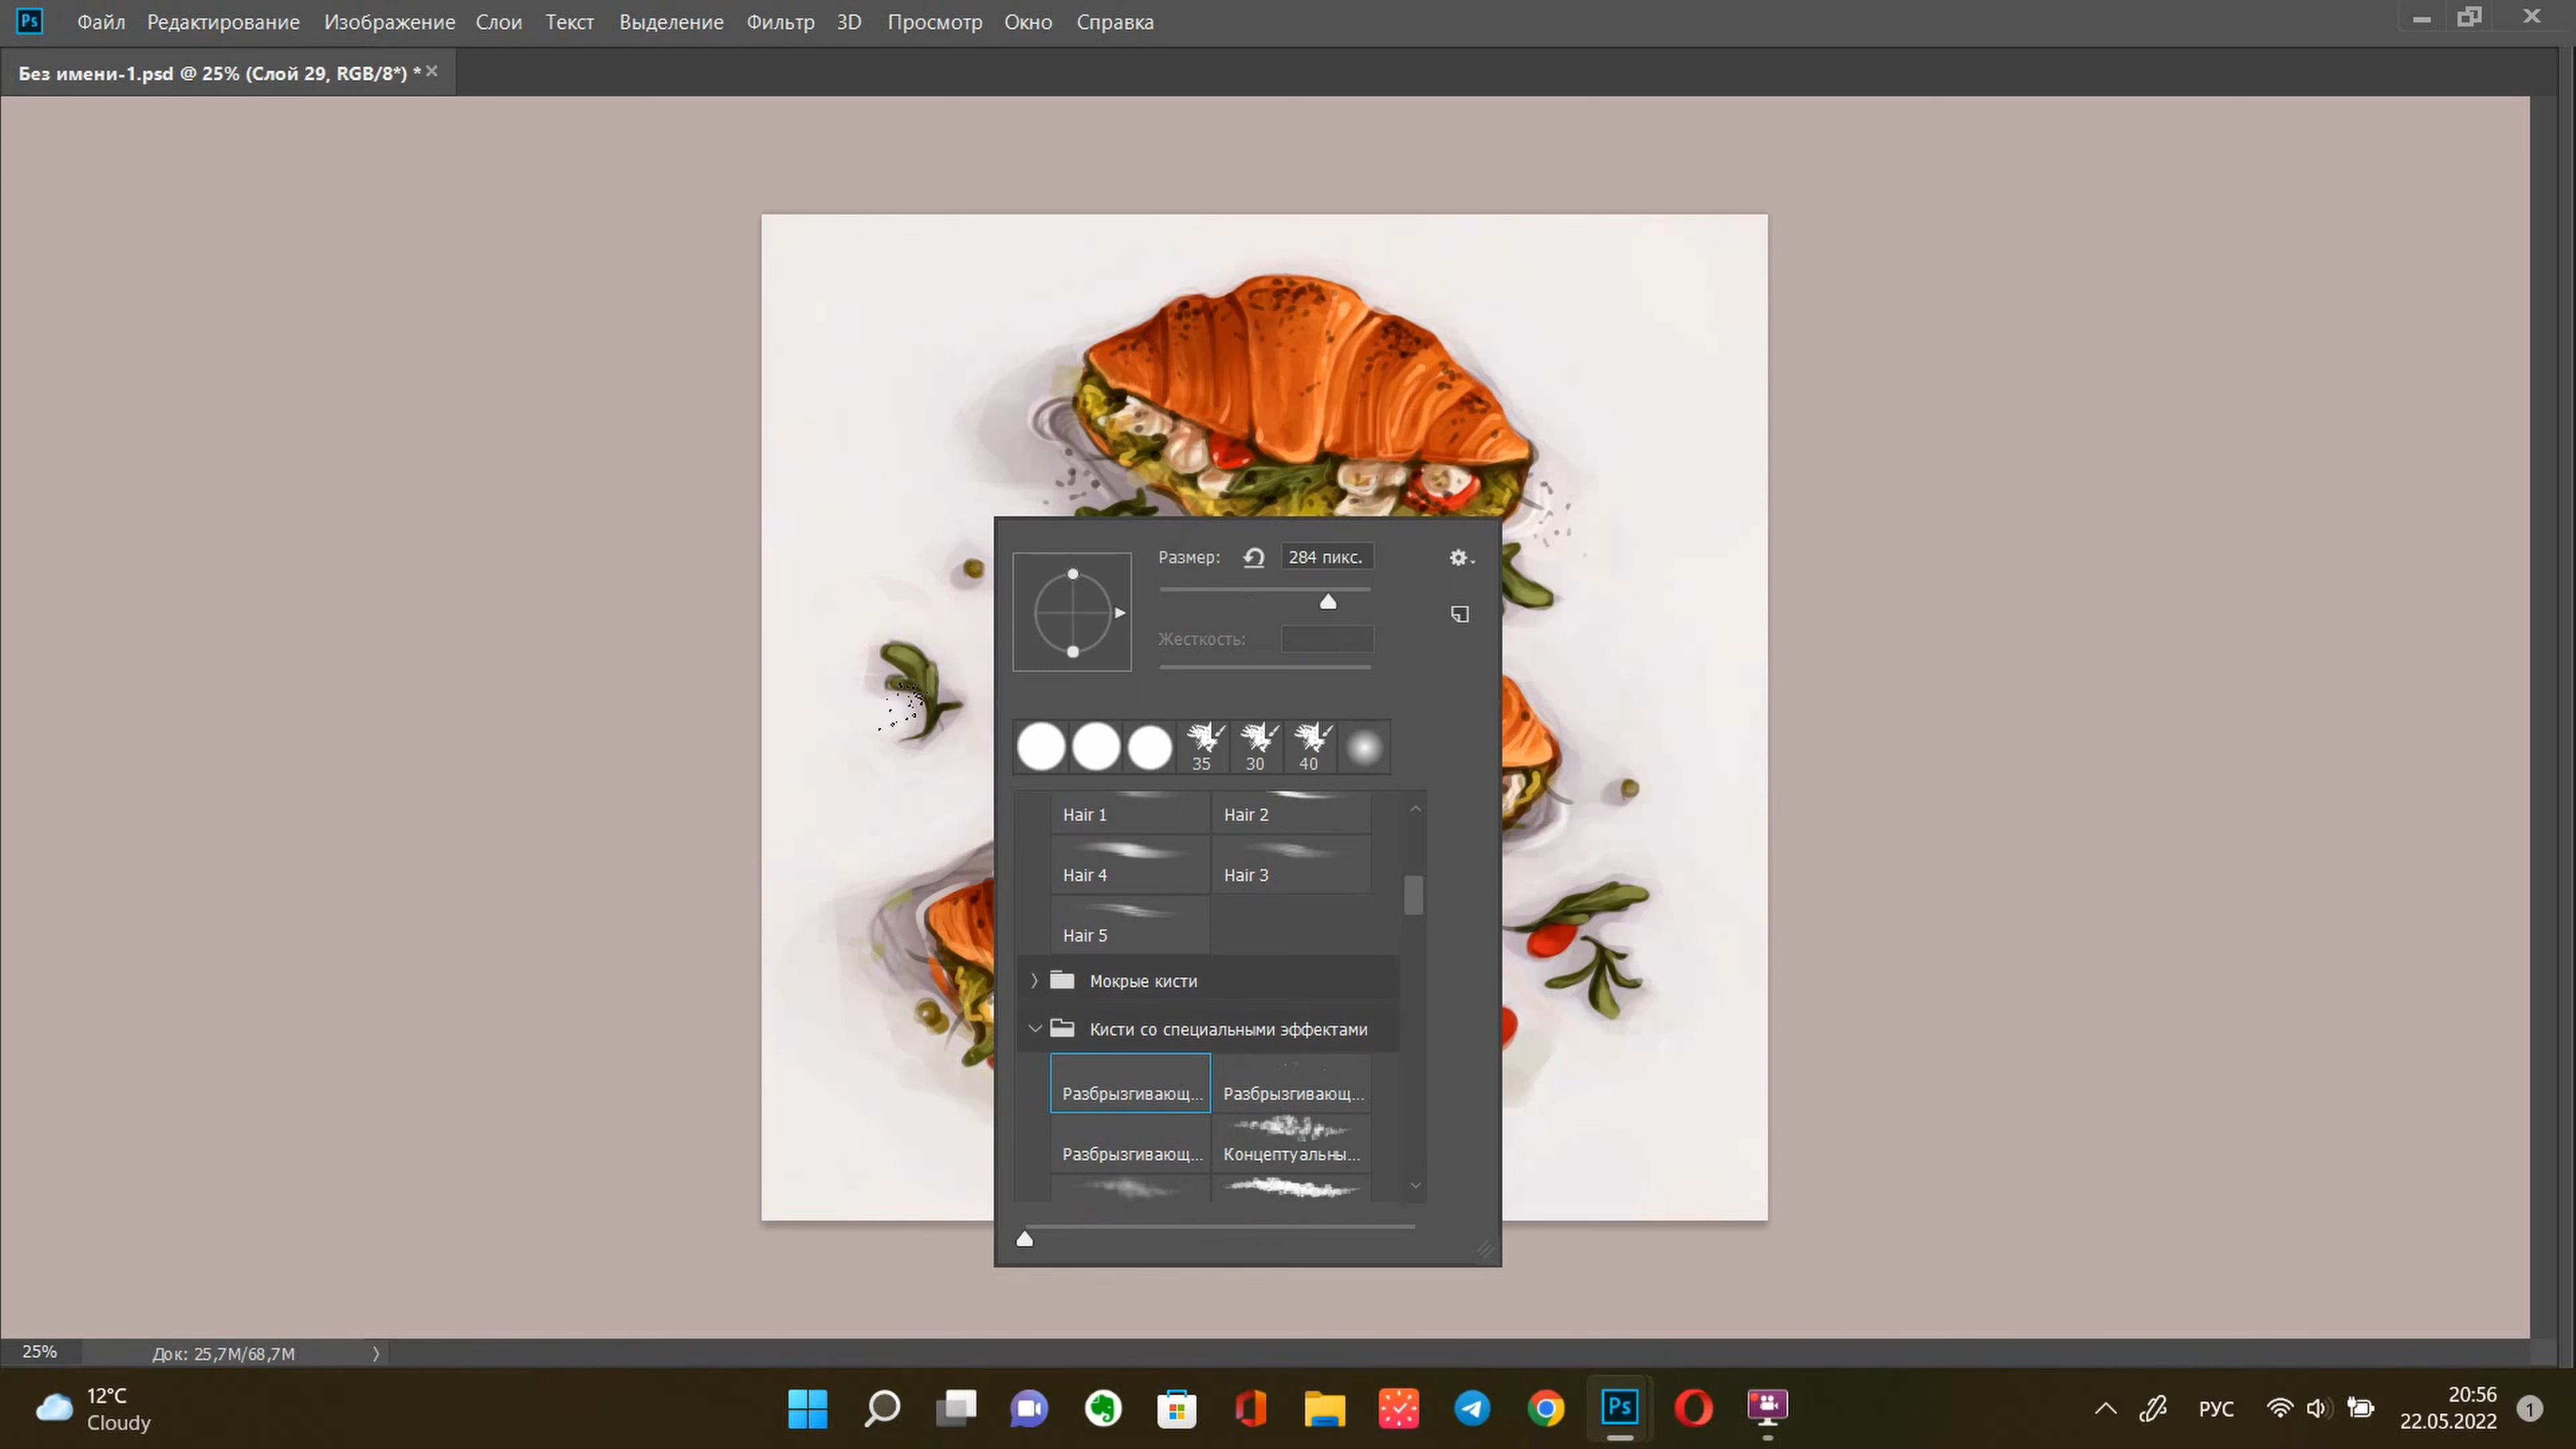 Ps Файл Редактирование Изображение Слои Текст Выделение Фильтр 3D Просмотр Окно Справка
Без имени-1.psd @ 25% (Слой 29, RGB/8*) *
Размер: 284 пикс.
Жесткость:
35 30 40
Hair 1 Hair 2
Hair 4 Hair 3
Hair 5
Мокрые кисти
Кисти со специальными эффектами
Разбрызгивающ... Разбрызгивающ...
Разбрызгивающ... Концептуальны...
25% Док: 25,7M/68,7M
12°C
Cloudy
Ps
РУС
20:56
22.05.2022
1